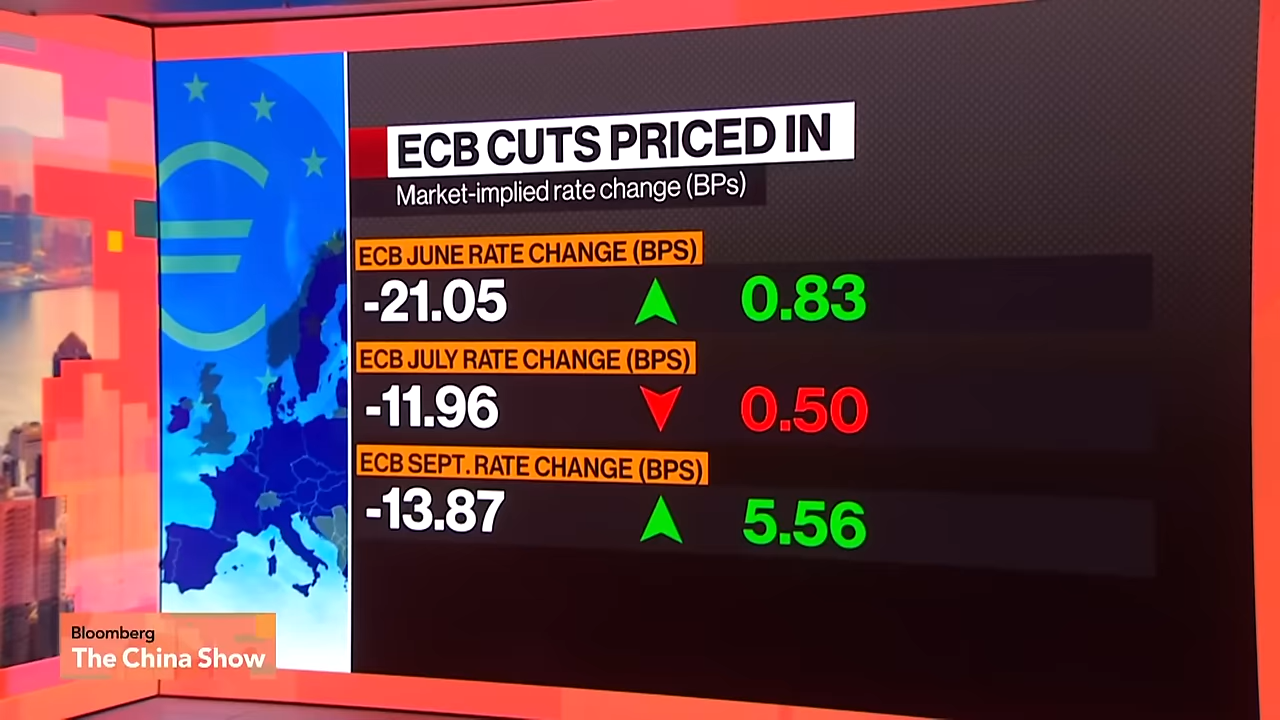 ECB CUTS PRICED IN
Market-implied rate change (BPs)
ECB JUNE RATE CHANGE (BPS)
-21.05 ▲ 0.83
ECB JULY RATE CHANGE (BPS)
-11.96 ▼ 0.50
ECB SEPT. RATE CHANGE (BPS)
-13.87 ▲ 5.56
Bloomberg
The China Show